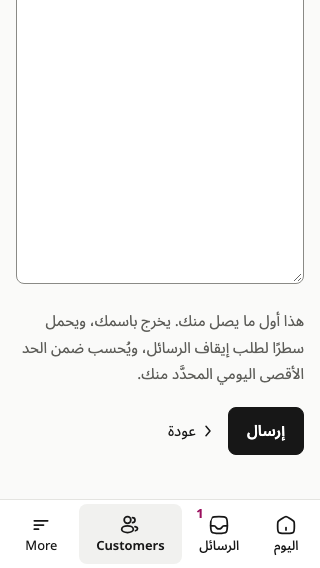 هذا أول ما يصل منك. يخرج باسمك، ويحمل
سطرًا لطلب إيقاف الرسائل، ويُحسب ضمن الحد
الأقصى اليومي المحدَّد منك.
إرسال
عودة
اليوم
1
الرسائل
Customers
More